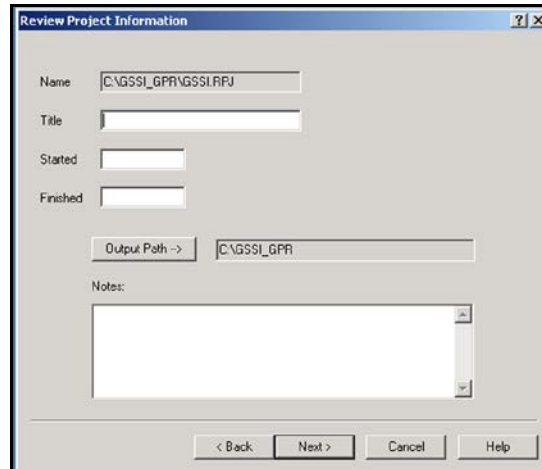 Review Project Information
Name C:\GSSI_GPR\GSSI.RPJ
Title
Started
Finished
Output Path -> C:\GSSI_GPR
Notes:
< Back Next > Cancel Help